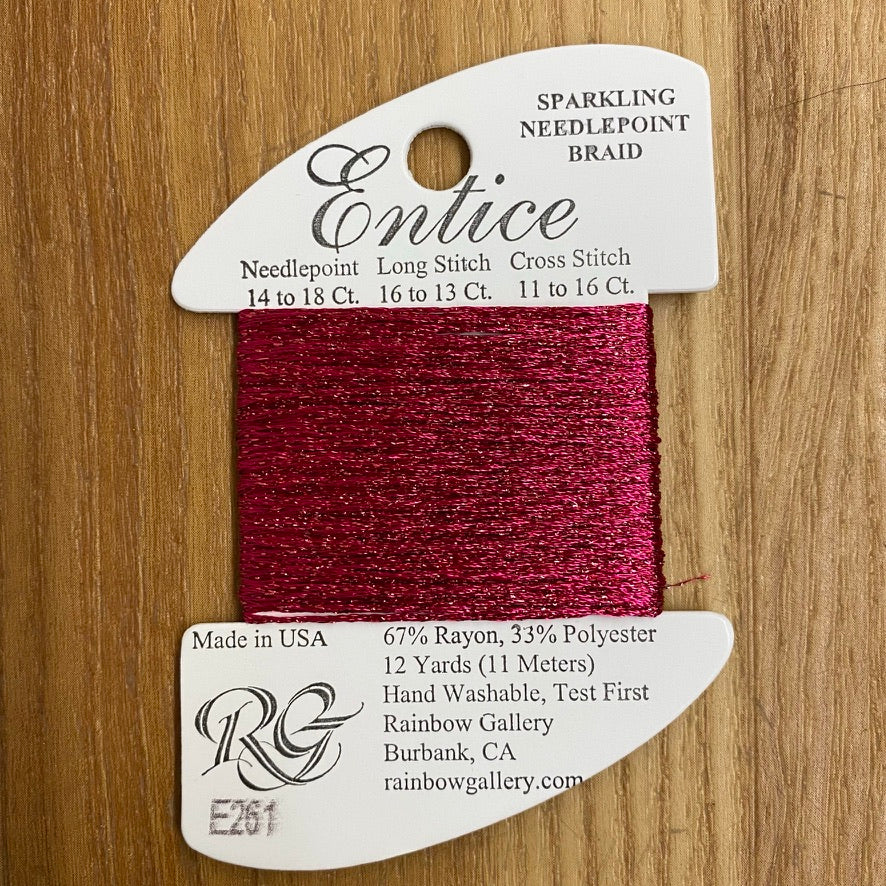 SPARKLING
NEEDLEPOINT
BRAID
Entice
Needlepoint Long Stitch Cross Stitch
14 to 18 Ct. 16 to 13 Ct. 11 to 16 Ct.
Made in USA
67% Rayon, 33% Polyester
12 Yards (11 Meters)
Hand Washable, Test First
Rainbow Gallery
Burbank, CA
rainbowgallery.com
RG
E261